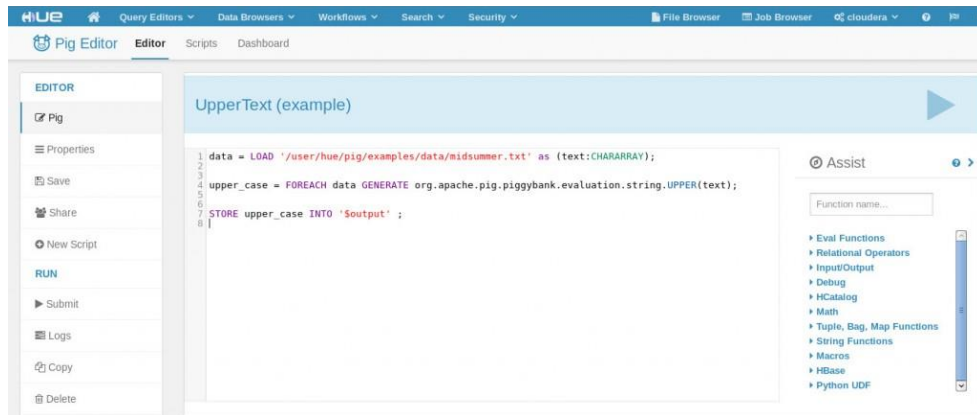 HUE Query Editors Data Browsers Workflows Search Security File Browser Job Browser cloudera
Pig Editor Editor Scripts Dashboard
EDITOR
Pig
Properties
Save
Share
New Script
RUN
Submit
Logs
Copy
Delete
UpperText (example)
1 data = LOAD '/user/hue/pig/examples/data/midsummer.txt' as (text:CHARARRAY);
2
3
4 upper_case = FOREACH data GENERATE org.apache.pig.piggybank.evaluation.string.UPPER(text);
5
6
7 STORE upper_case INTO '$output' ;
8
Assist
Function name...
Eval Functions
Relational Operators
Input/Output
Debug
HCatalog
Math
Tuple, Bag, Map Functions
String Functions
Macros
HBase
Python UDF